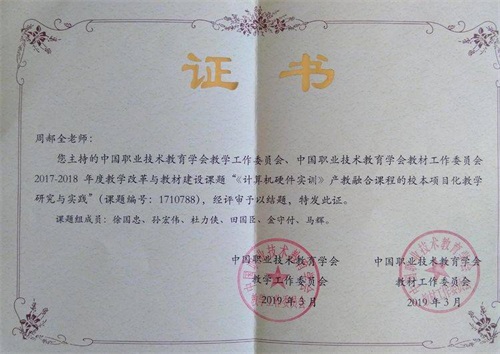 证书
周郝全老师：
您主持的中国职业技术教育学会教学工作委员会、中国职业技术教育学会教材工作委员会
2017-2018 年度教学改革与教材建设课题“《计算机硬件实训》产教融合课程的校本项目化教学
研究与实践”(课题编号：1710788)，经评审予以结题，特发此证。
课题组成员：徐国忠、孙宏伟、杜力侠、田国臣、金守付、马辉。
中国职业技术教育学会 中国职业技术教育学会
教学工作委员会 教材工作委员会
2019 年 3 月 2019 年 3 月